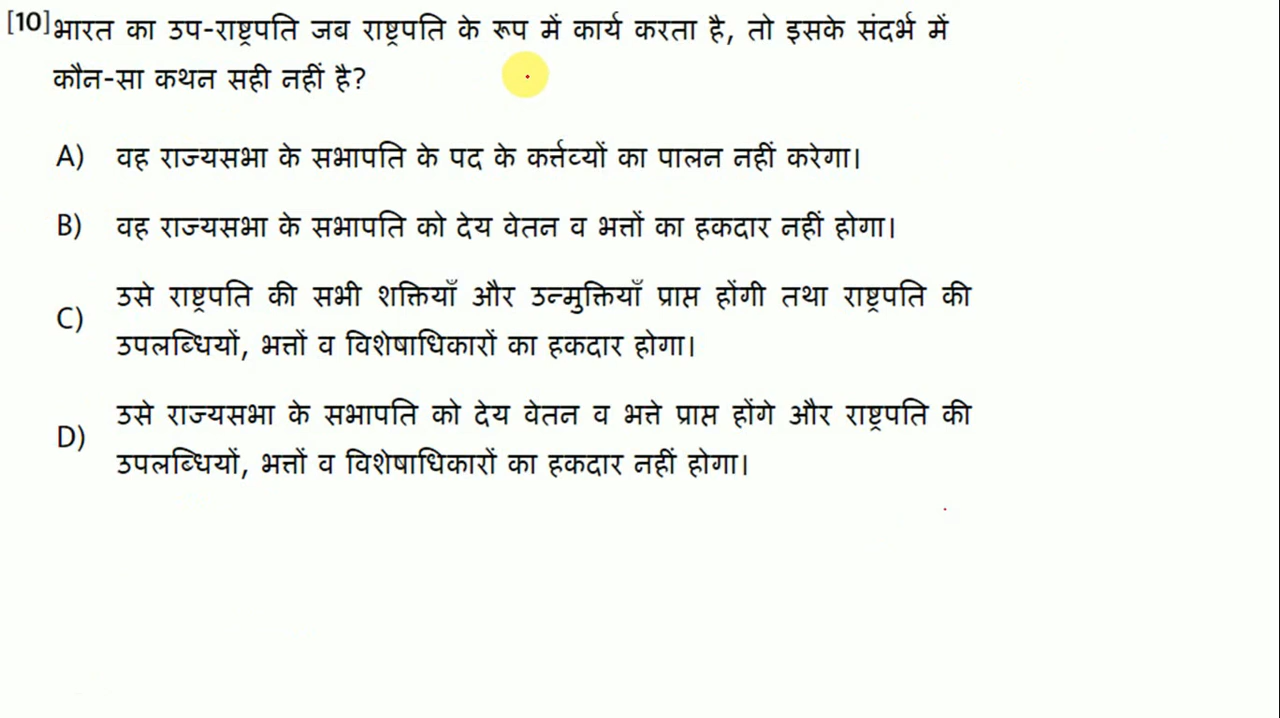 [10] भारत का उप-राष्ट्रपति जब राष्ट्रपति के रूप में कार्य करता है, तो इसके संदर्भ में
कौन-सा कथन सही नहीं है?
A) वह राज्यसभा के सभापति के पद के कर्त्तव्यों का पालन नहीं करेगा।
B) वह राज्यसभा के सभापति को देय वेतन व भत्तों का हकदार नहीं होगा।
C) उसे राष्ट्रपति की सभी शक्तियाँ और उन्मुक्तियाँ प्राप्त होंगी तथा राष्ट्रपति की
उपलब्धियों, भत्तों व विशेषाधिकारों का हकदार होगा।
D) उसे राज्यसभा के सभापति को देय वेतन व भत्ते प्राप्त होंगे और राष्ट्रपति की
उपलब्धियों, भत्तों व विशेषाधिकारों का हकदार नहीं होगा।